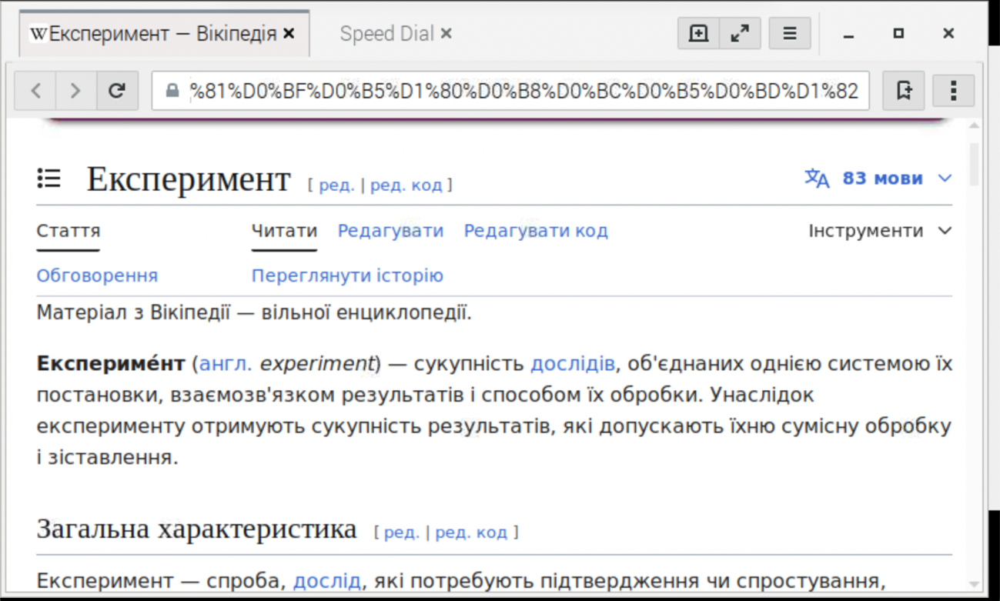 WЕксперимент — Вікіпедія × Speed Dial ×
%81%D0%BF%D0%B5%D1%80%D0%B8%D0%BC%D0%B5%D0%BD%D1%82
Експеримент [ ред. | ред. код ] 83 мови
Стаття Читати Редагувати Редагувати код Інструменти
Обговорення Переглянути історію
Матеріал з Вікіпедії — вільної енциклопедії.
Експериме́нт (англ. experiment) — сукупність дослідів, об'єднаних однією системою їх
постановки, взаємозв'язком результатів і способом їх обробки. Унаслідок
експерименту отримують сукупність результатів, які допускають їхню сумісну обробку
і зіставлення.
Загальна характеристика [ ред. | ред. код ]
Експеримент — спроба, дослід, які потребують підтвердження чи спростування,